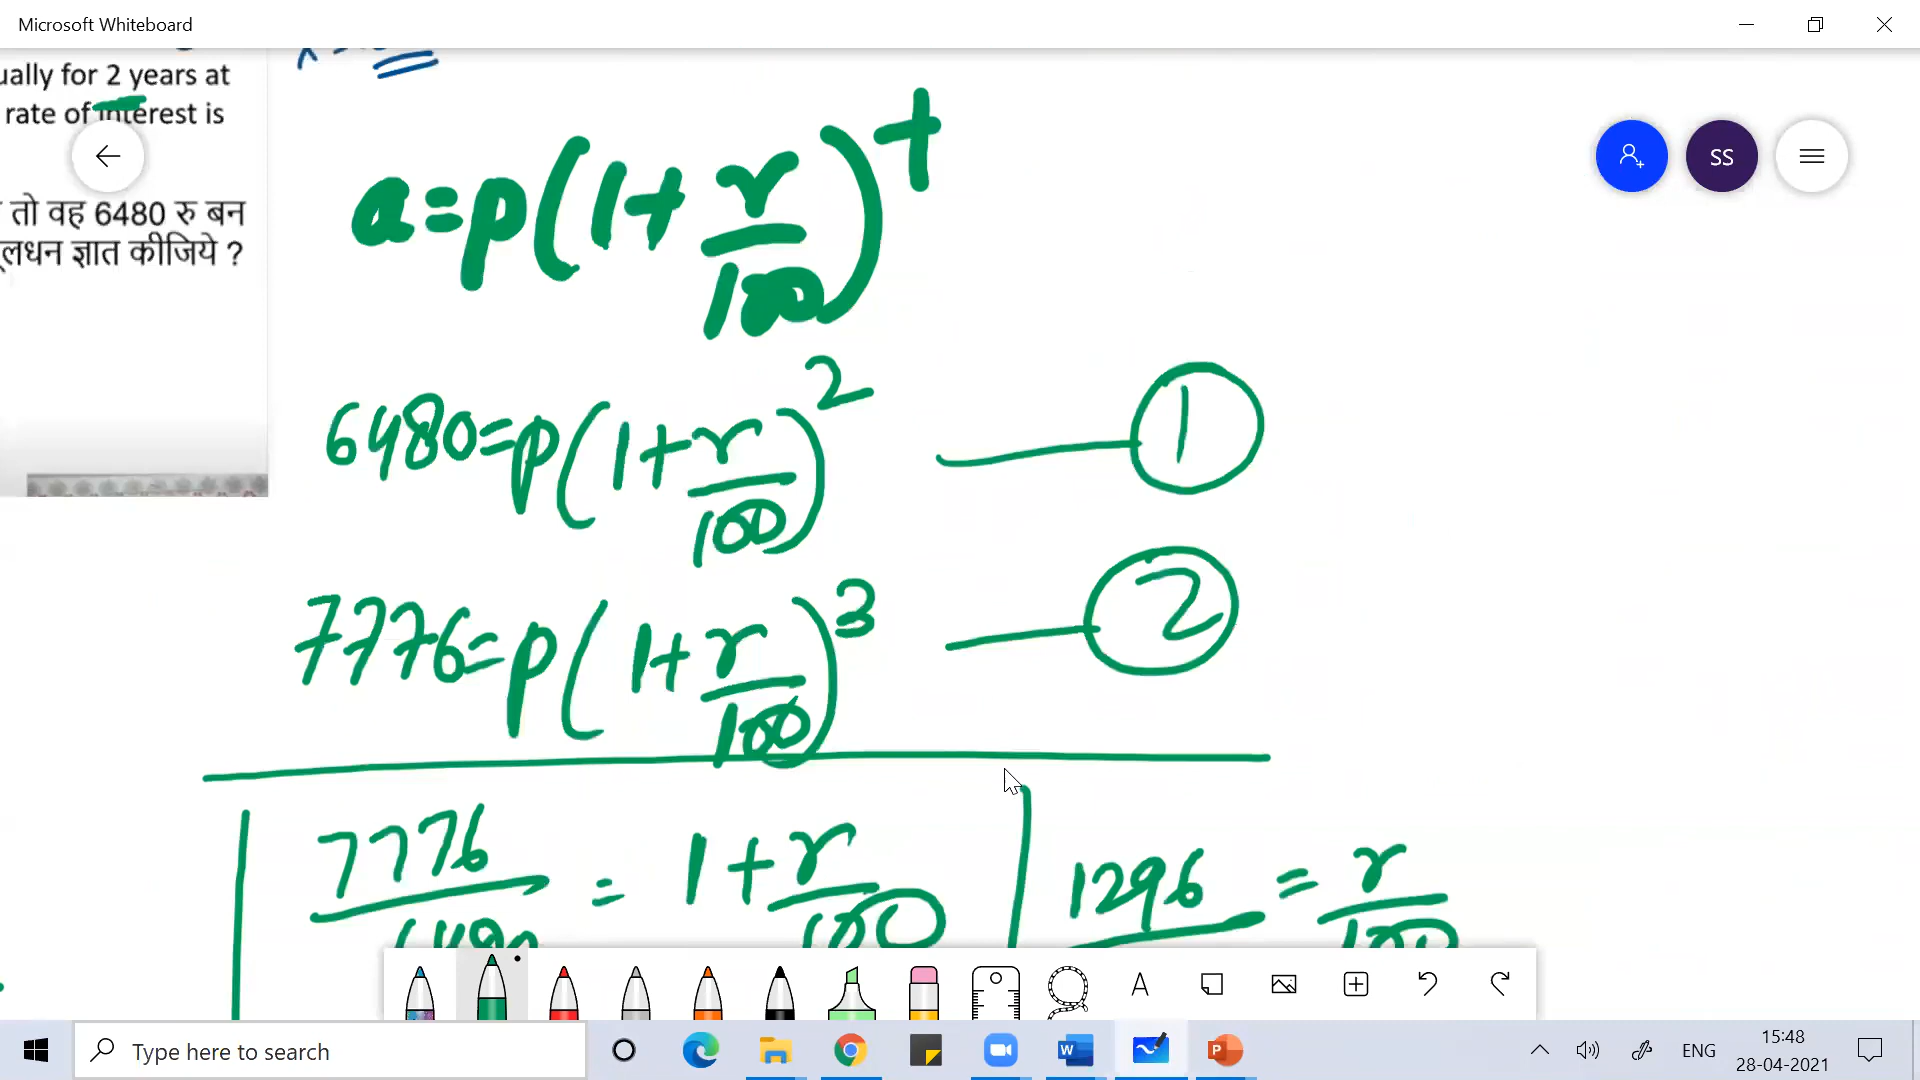 Microsoft Whiteboard
ually for 2 years at
rate of interest is
तो वह 6480 रु बन
लधन ज्ञात कीजिये ?
SS
a=p(1+r/100)^t
6480=p(1+r/100)^2 — 1
7776=p(1+r/100)^3 — 2
7776/6480 = 1+r/100
1296 = r/100
A
Type here to search
ENG
15:48
28-04-2021